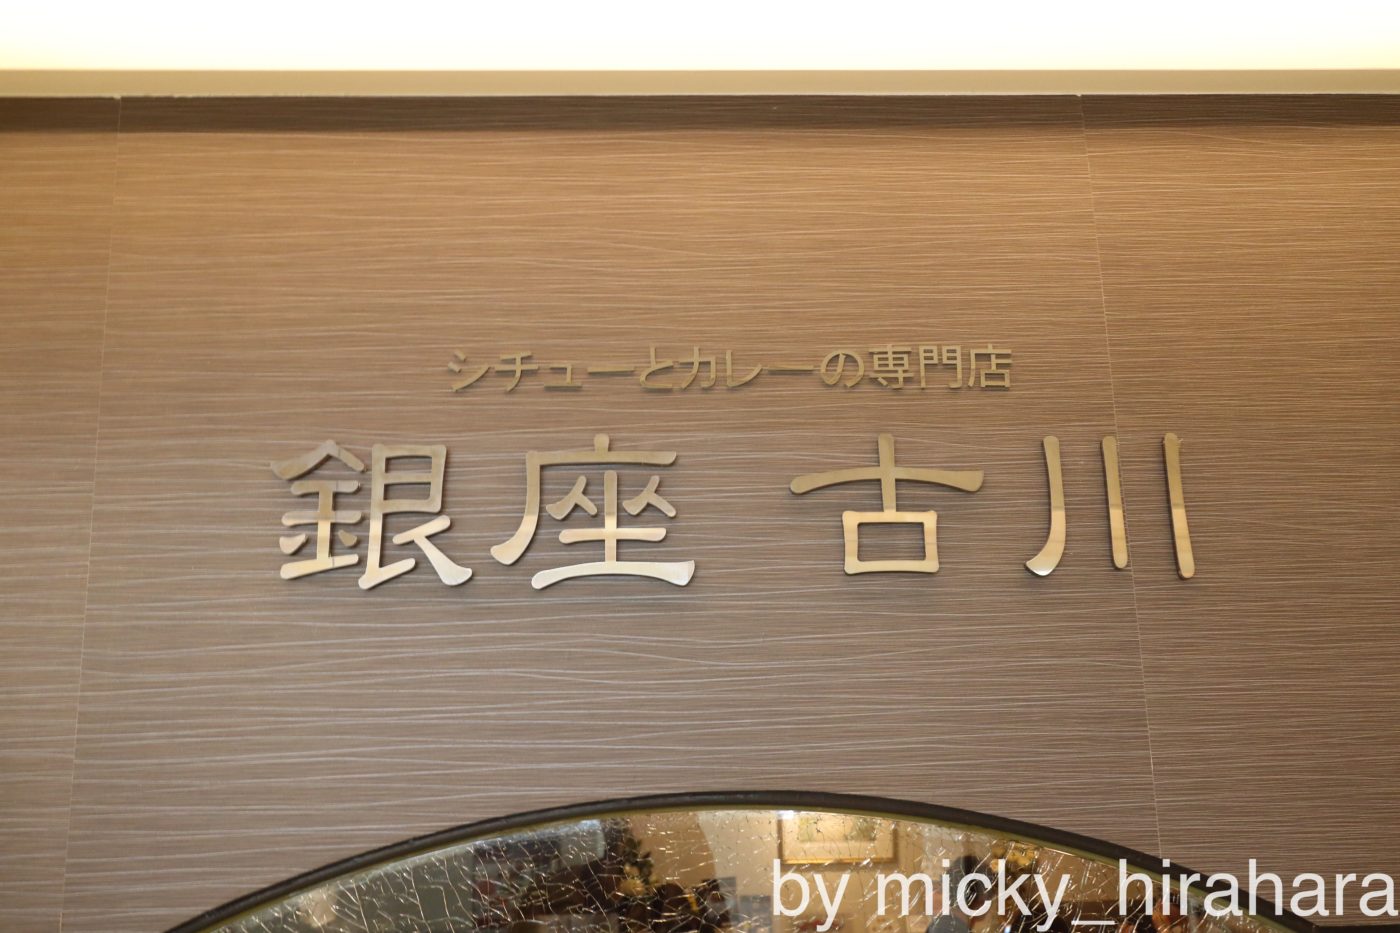 シチューとカレーの専門店
銀座 古川
by micky_hirahara